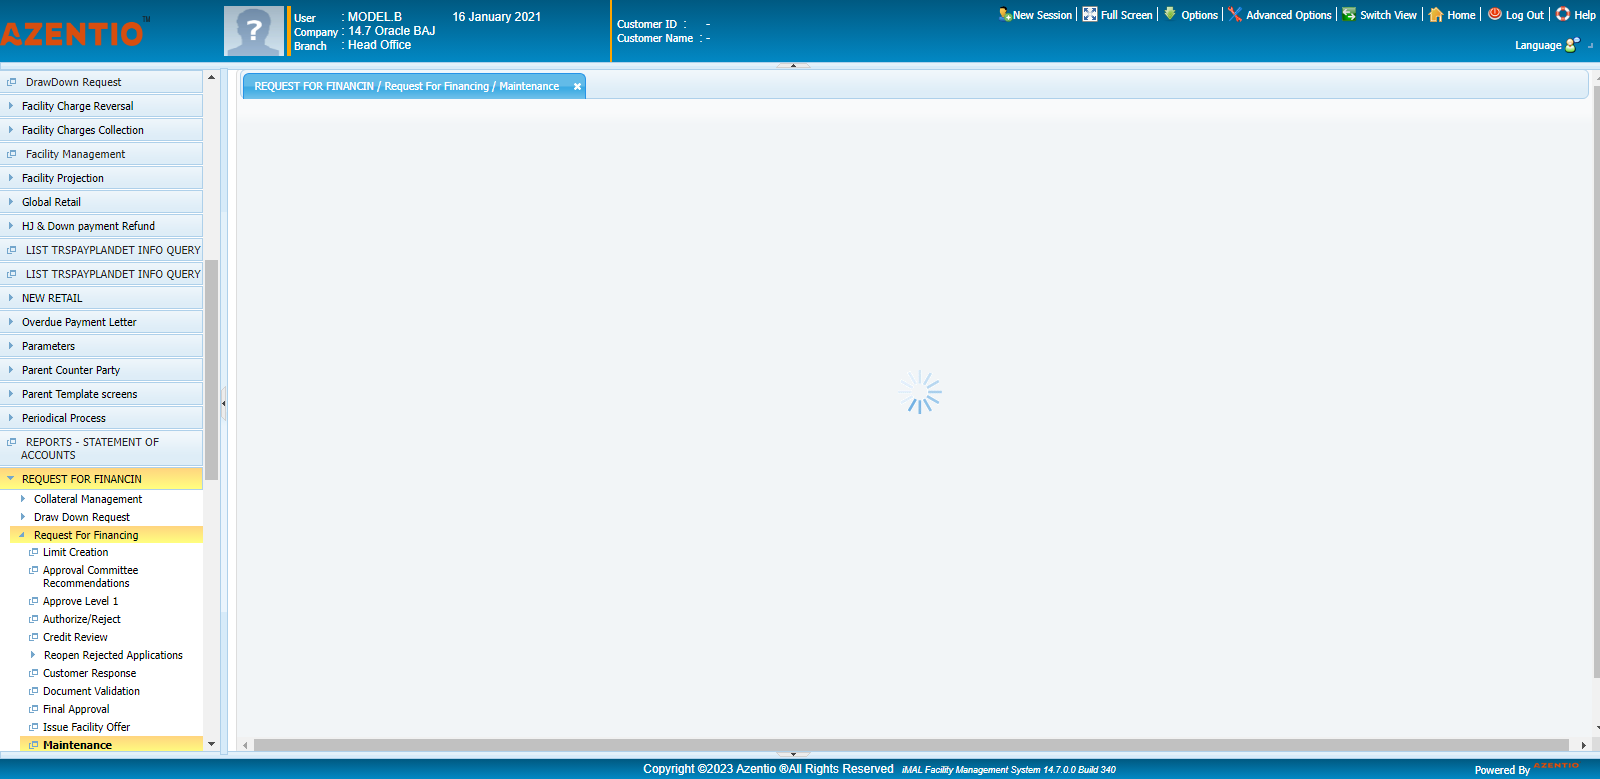 AZENTIO TM
User : MODEL.B 16 January 2021
Company : 14.7 Oracle BAJ
Branch : Head Office
Customer ID : -
Customer Name : -
New Session Full Screen Options Advanced Options Switch View Home Log Out Help
Language
REQUEST FOR FINANCIN / Request For Financing / Maintenance
DrawDown Request
Facility Charge Reversal
Facility Charges Collection
Facility Management
Facility Projection
Global Retail
HJ & Down payment Refund
LIST TRSPAYPLANDET INFO QUERY
LIST TRSPAYPLANDET INFO QUERY
NEW RETAIL
Overdue Payment Letter
Parameters
Parent Counter Party
Parent Template screens
Periodical Process
REPORTS - STATEMENT OF
ACCOUNTS
REQUEST FOR FINANCIN
Collateral Management
Draw Down Request
Request For Financing
Limit Creation
Approval Committee
Recommendations
Approve Level 1
Authorize/Reject
Credit Review
Reopen Rejected Applications
Customer Response
Document Validation
Final Approval
Issue Facility Offer
Maintenance
Copyright ©2023 Azentio ®All Rights Reserved iMAL Facility Management System 14.7.0.0 Build 340
Powered By AZENTIO